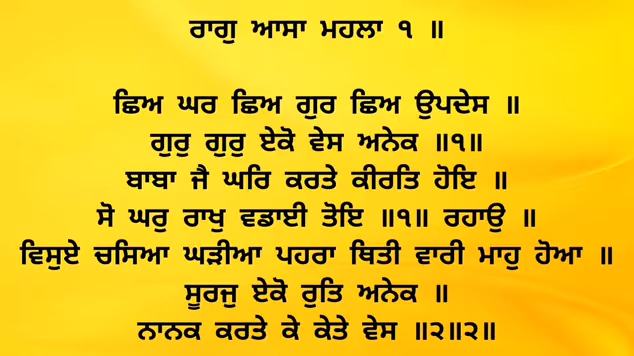 ਰਾਗੁ ਆਸਾ ਮਹਲਾ ੧ ॥
ਛਿਅ ਘਰ ਛਿਅ ਗੁਰ ਛਿਅ ਉਪਦੇਸ ॥
ਗੁਰੁ ਗੁਰੁ ਏਕੋ ਵੇਸ ਅਨੇਕ ॥੧॥
ਬਾਬਾ ਜੈ ਘਰਿ ਕਰਤੇ ਕੀਰਤਿ ਹੋਇ ॥
ਸੋ ਘਰੁ ਰਾਖੁ ਵਡਾਈ ਤੋਇ ॥੧॥ ਰਹਾਉ ॥
ਵਿਸੁਏ ਚਸਿਆ ਘੜੀਆ ਪਹਰਾ ਥਿਤੀ ਵਾਰੀ ਮਾਹੁ ਹੋਆ ॥
ਸੂਰਜੁ ਏਕੋ ਰੁਤਿ ਅਨੇਕ ॥
ਨਾਨਕ ਕਰਤੇ ਕੇ ਕੇਤੇ ਵੇਸ ॥੨॥੨॥